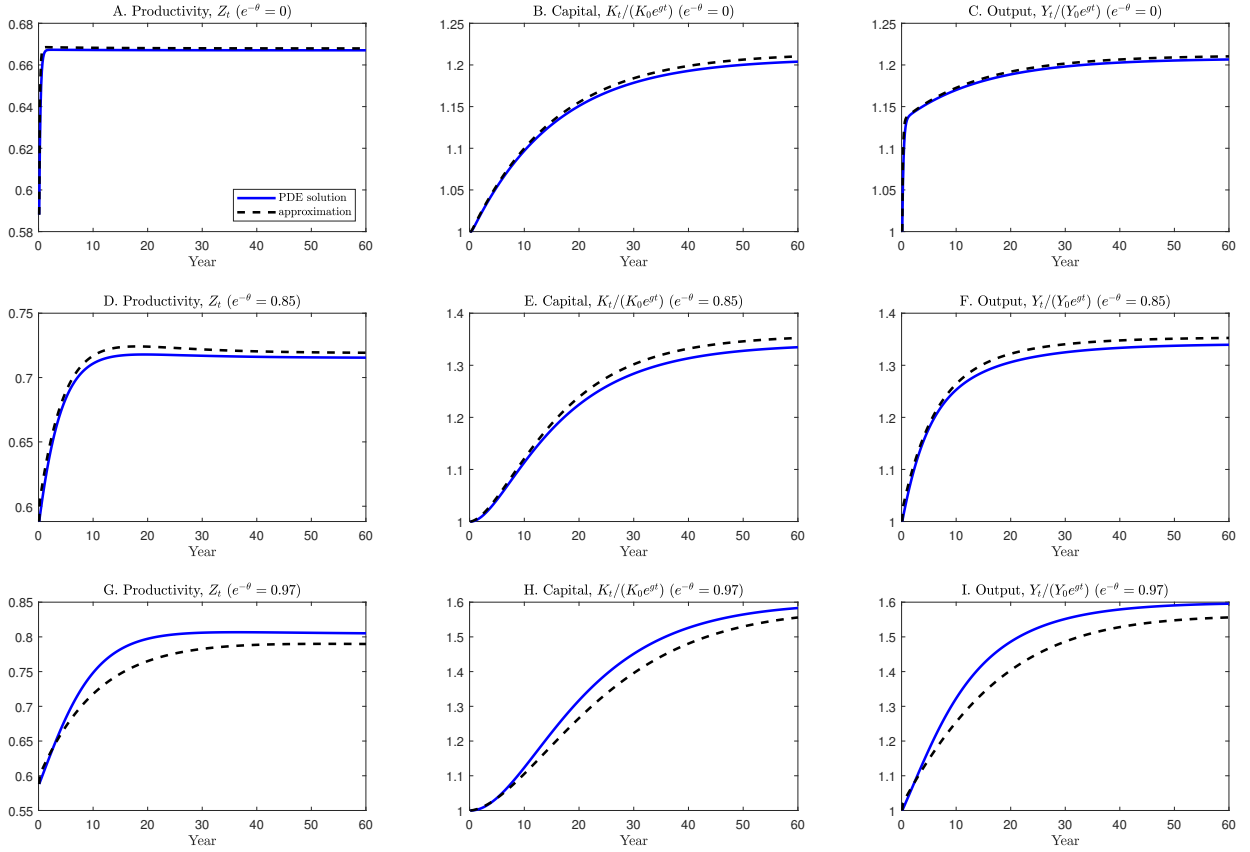 A. Productivity, $Z_t$ ($e^{-\theta} = 0$)
0.68
0.66
0.64
0.62
0.6
0.58
0 10 20 30 40 50 60
Year
PDE solution
approximation
B. Capital, $K_t/(K_0e^{gt})$ ($e^{-\theta} = 0$)
1.25
1.2
1.15
1.1
1.05
1
0 10 20 30 40 50 60
Year
C. Output, $Y_t/(Y_0e^{gt})$ ($e^{-\theta} = 0$)
1.25
1.2
1.15
1.1
1.05
1
0 10 20 30 40 50 60
Year
D. Productivity, $Z_t$ ($e^{-\theta} = 0.85$)
0.75
0.7
0.65
0.6
0 10 20 30 40 50 60
Year
E. Capital, $K_t/(K_0e^{gt})$ ($e^{-\theta} = 0.85$)
1.4
1.3
1.2
1.1
1
0 10 20 30 40 50 60
Year
F. Output, $Y_t/(Y_0e^{gt})$ ($e^{-\theta} = 0.85$)
1.4
1.3
1.2
1.1
1
0 10 20 30 40 50 60
Year
G. Productivity, $Z_t$ ($e^{-\theta} = 0.97$)
0.85
0.8
0.75
0.7
0.65
0.6
0.55
0 10 20 30 40 50 60
Year
H. Capital, $K_t/(K_0e^{gt})$ ($e^{-\theta} = 0.97$)
1.6
1.5
1.4
1.3
1.2
1.1
1
0 10 20 30 40 50 60
Year
I. Output, $Y_t/(Y_0e^{gt})$ ($e^{-\theta} = 0.97$)
1.6
1.5
1.4
1.3
1.2
1.1
1
0 10 20 30 40 50 60
Year